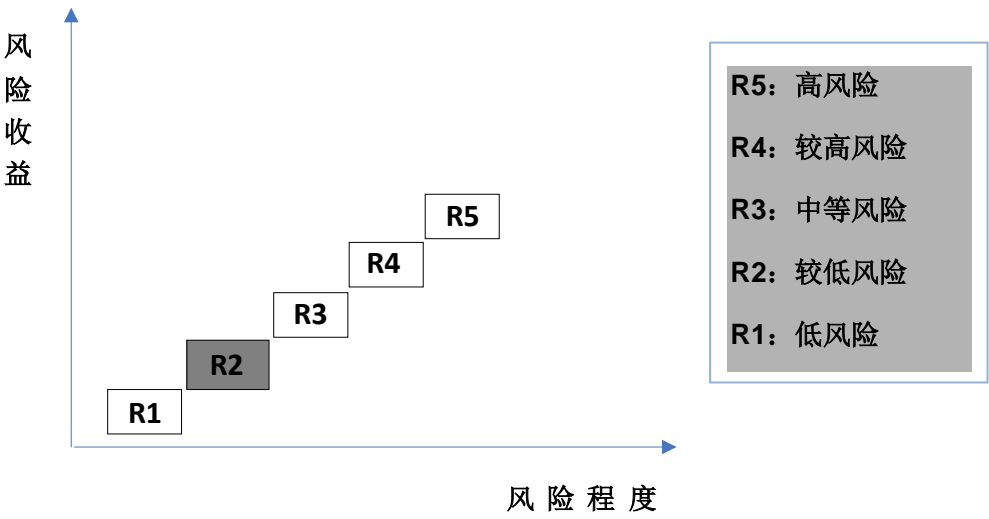 风
险
收
益
R5
R4
R3
R2
R1
风险程度
R5：高风险
R4：较高风险
R3：中等风险
R2：较低风险
R1：低风险